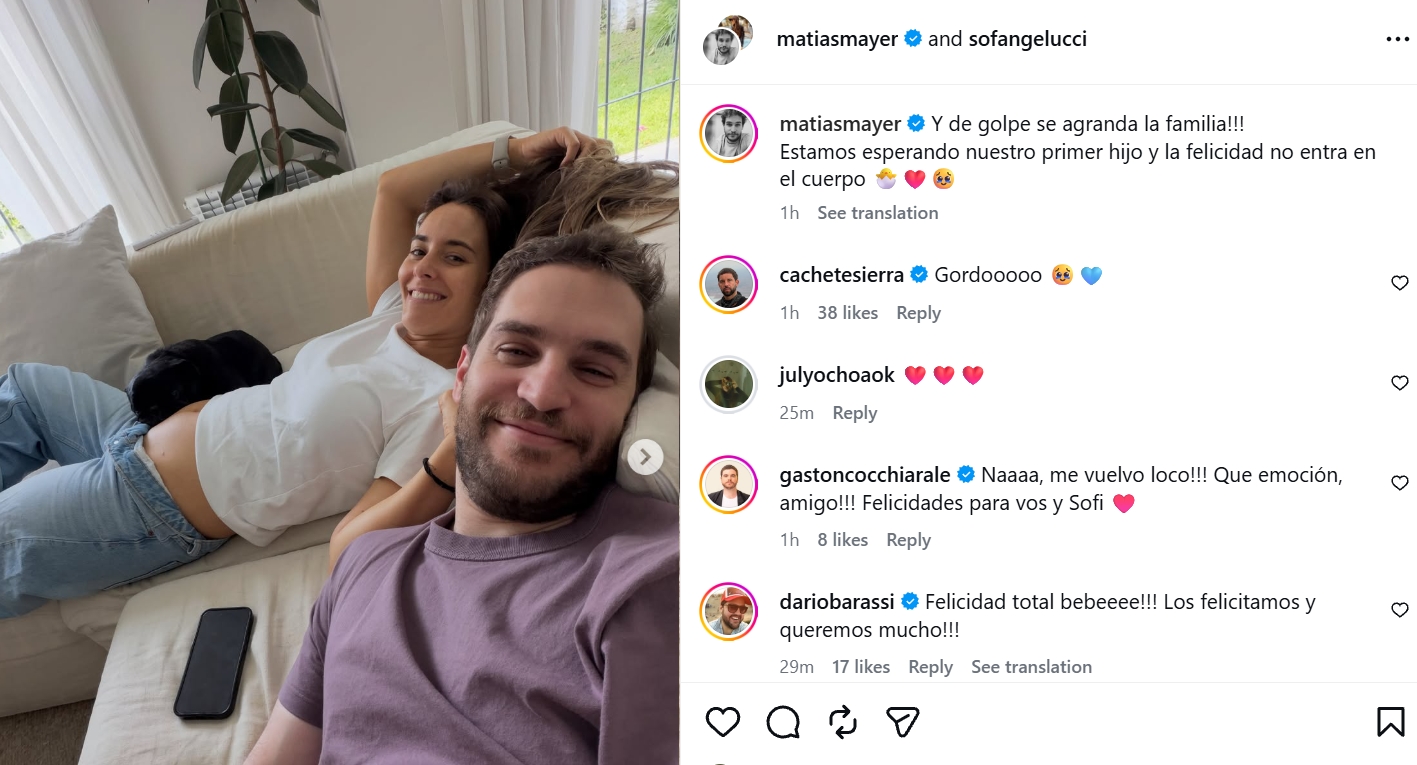 matiasmayer and sofangelucci
matiasmayer Y de golpe se agranda la familia!!!
Estamos esperando nuestro primer hijo y la felicidad no entra en
el cuerpo 🐣 ❤️ 🥹
1h See translation
cachetesierra Gordooooo 🥹 💙
1h 38 likes Reply
julyochoaok ❤️ ❤️ ❤️
25m Reply
gastoncocchiarale Naaaa, me vuelvo loco!!! Que emoción,
amigo!!! Felicidades para vos y Sofi ❤️
1h 8 likes Reply
dariobarassi Felicidad total bebeeee!!! Los felicitamos y
queremos mucho!!!
29m 17 likes Reply See translation